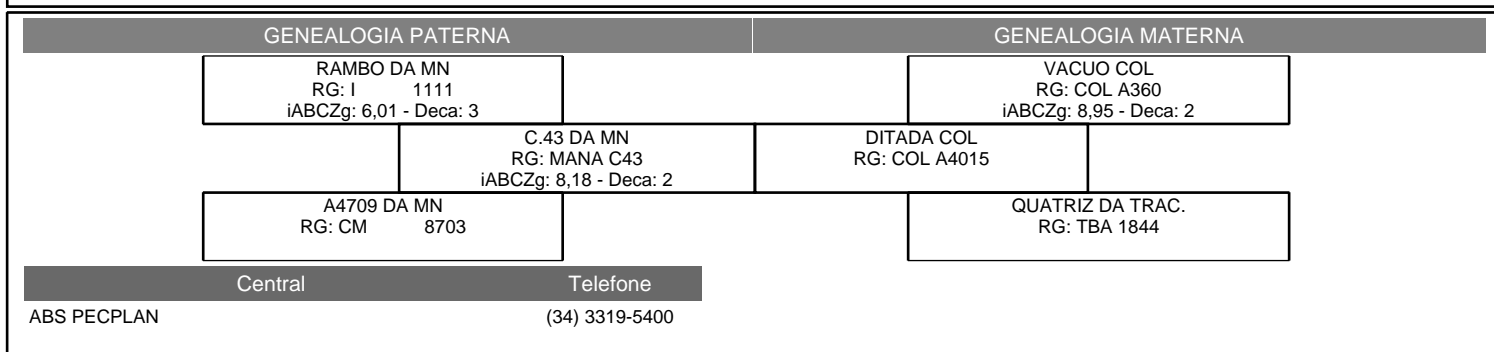 GENEALOGIA PATERNA GENEALOGIA MATERNA
RAMBO DA MN
RG: I 1111
iABCZg: 6,01 - Deca: 3
VACUO COL
RG: COL A360
iABCZg: 8,95 - Deca: 2
C.43 DA MN
RG: MANA C43
iABCZg: 8,18 - Deca: 2
DITADA COL
RG: COL A4015
A4709 DA MN
RG: CM 8703
QUATRIZ DA TRAC.
RG: TBA 1844
Central Telefone
ABS PECPLAN (34) 3319-5400